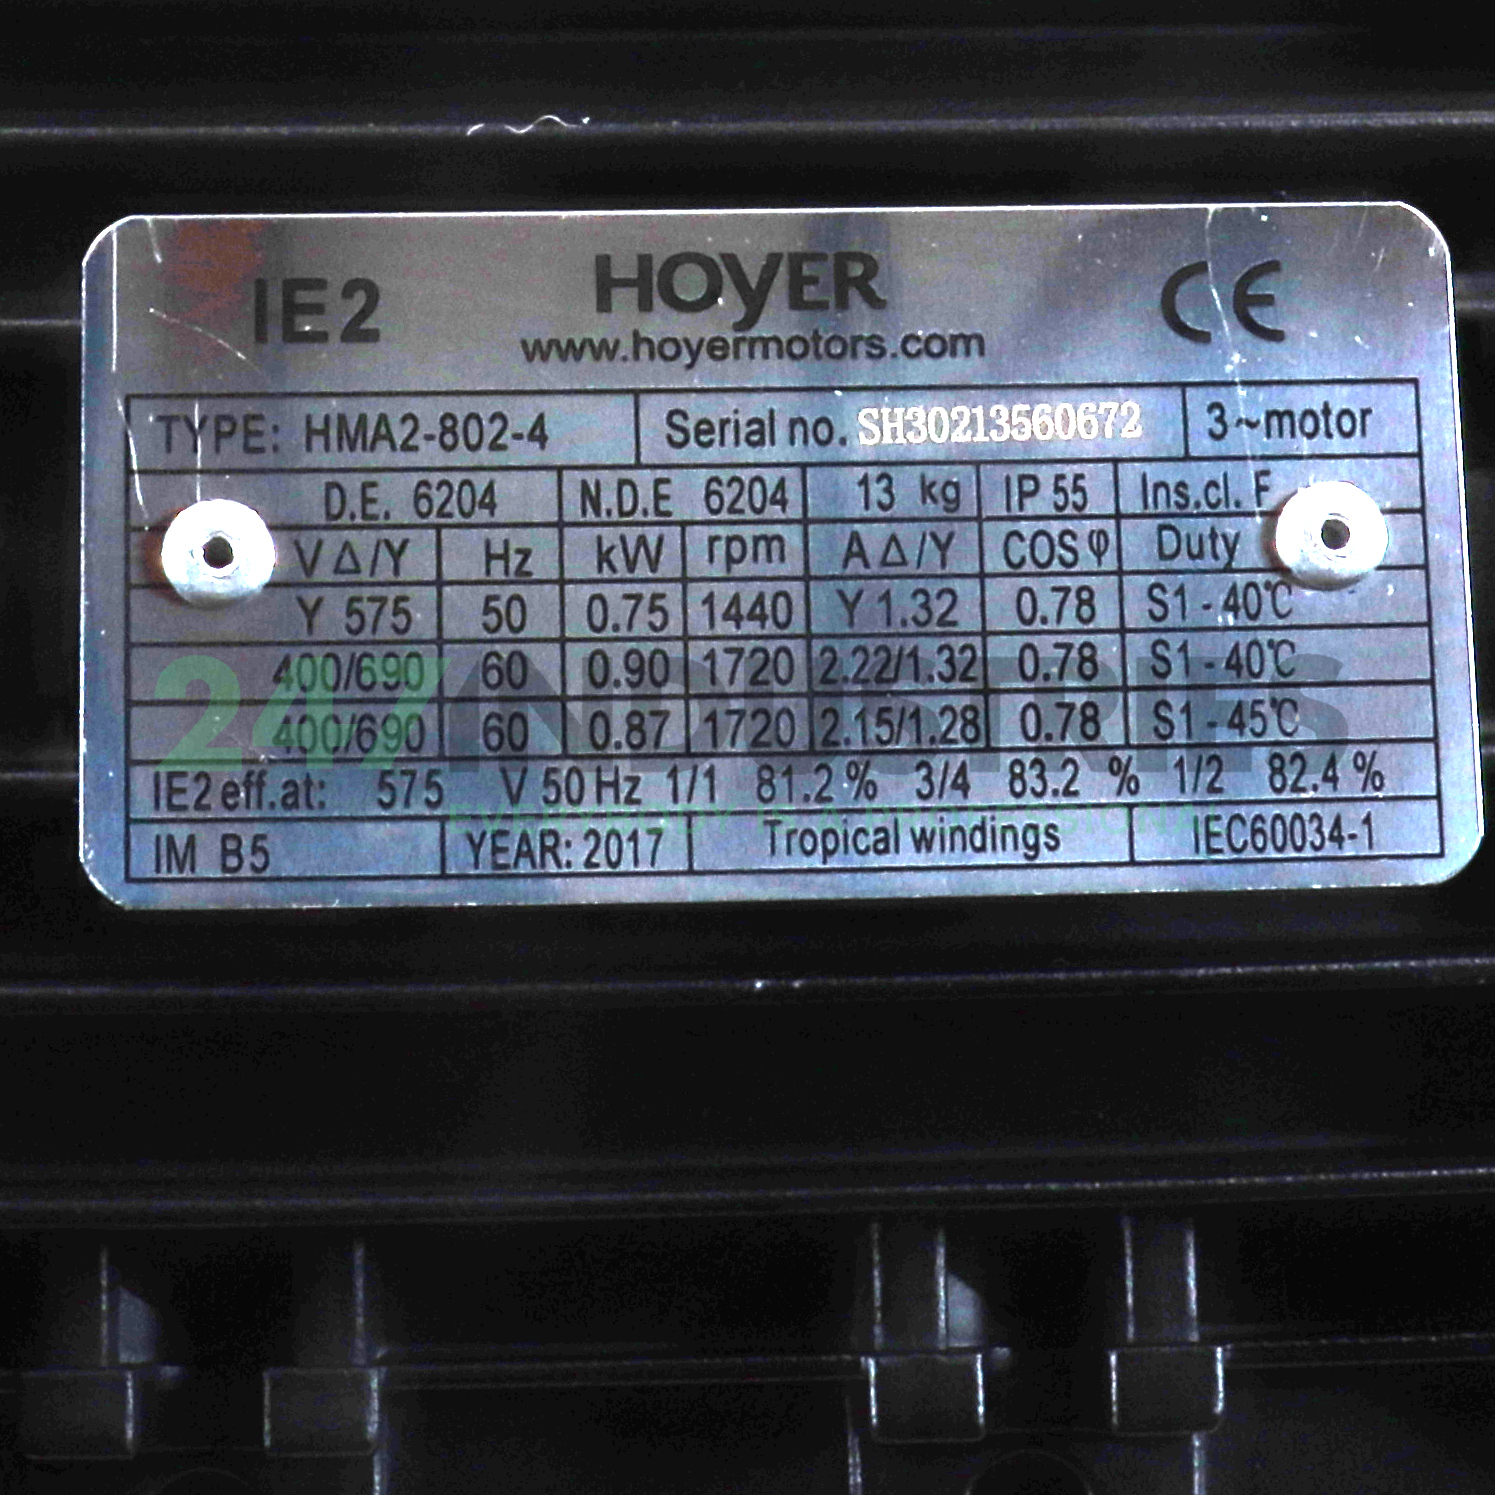 IE2 HOYER CE
www.hoyermotors.com
TYPE: HMA2-802-4 Serial no. SH30213560672 3~motor
D.E. 6204 N.D.E 6204 13 kg IP 55 Ins.cl. F
V Δ/Y Hz kW rpm A Δ/Y COS φ Duty
Y 575 50 0.75 1440 Y 1.32 0.78 S1 - 40℃
400/690 60 0.90 1720 2.22/1.32 0.78 S1 - 40℃
400/690 60 0.87 1720 2.15/1.28 0.78 S1 - 45℃
247 INDUSTRIES
IE2 eff.at: 575 V 50 Hz 1/1 81.2 % 3/4 83.2 % 1/2 82.4 %
IM B5 YEAR: 2017 Tropical windings IEC60034-1